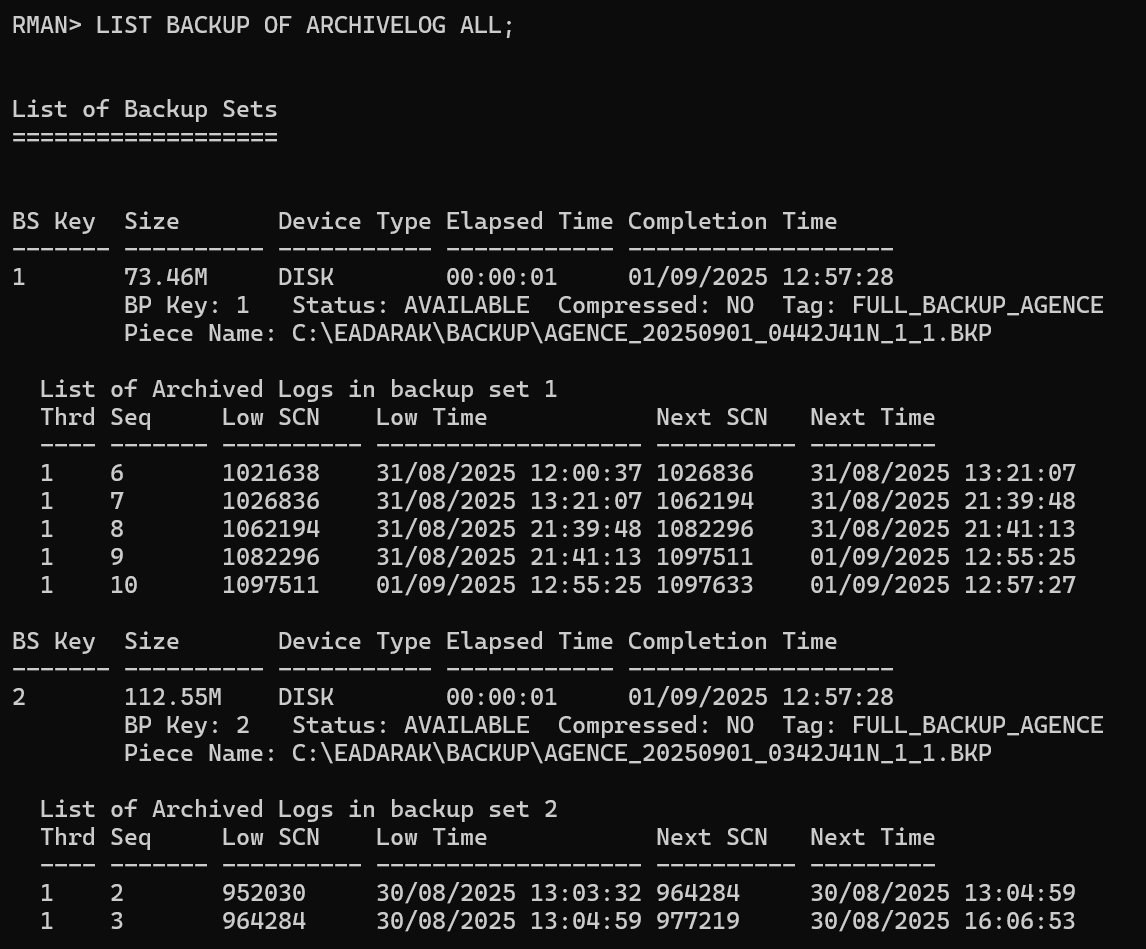 RMAN> LIST BACKUP OF ARCHIVELOG ALL;
List of Backup Sets
===================
BS Key  Size       Device Type Elapsed Time Completion Time
------- ---------- ----------- ------------ -------------------
1       73.46M     DISK        00:00:01     01/09/2025 12:57:28
        BP Key: 1   Status: AVAILABLE  Compressed: NO  Tag: FULL_BACKUP_AGENCE
        Piece Name: C:\EADARAK\BACKUP\AGENCE_20250901_0442J41N_1_1.BKP
  List of Archived Logs in backup set 1
  Thrd Seq     Low SCN    Low Time            Next SCN   Next Time
  ---- ------- ---------- ------------------- ---------- ---------
  1    6       1021638    31/08/2025 12:00:37 1026836    31/08/2025 13:21:07
  1    7       1026836    31/08/2025 13:21:07 1062194    31/08/2025 21:39:48
  1    8       1062194    31/08/2025 21:39:48 1082296    31/08/2025 21:41:13
  1    9       1082296    31/08/2025 21:41:13 1097511    01/09/2025 12:55:25
  1    10      1097511    01/09/2025 12:55:25 1097633    01/09/2025 12:57:27
BS Key  Size       Device Type Elapsed Time Completion Time
------- ---------- ----------- ------------ -------------------
2       112.55M    DISK        00:00:01     01/09/2025 12:57:28
        BP Key: 2   Status: AVAILABLE  Compressed: NO  Tag: FULL_BACKUP_AGENCE
        Piece Name: C:\EADARAK\BACKUP\AGENCE_20250901_0342J41N_1_1.BKP
  List of Archived Logs in backup set 2
  Thrd Seq     Low SCN    Low Time            Next SCN   Next Time
  ---- ------- ---------- ------------------- ---------- ---------
  1    2       952030     30/08/2025 13:03:32 964284     30/08/2025 13:04:59
  1    3       964284     30/08/2025 13:04:59 977219     30/08/2025 16:06:53